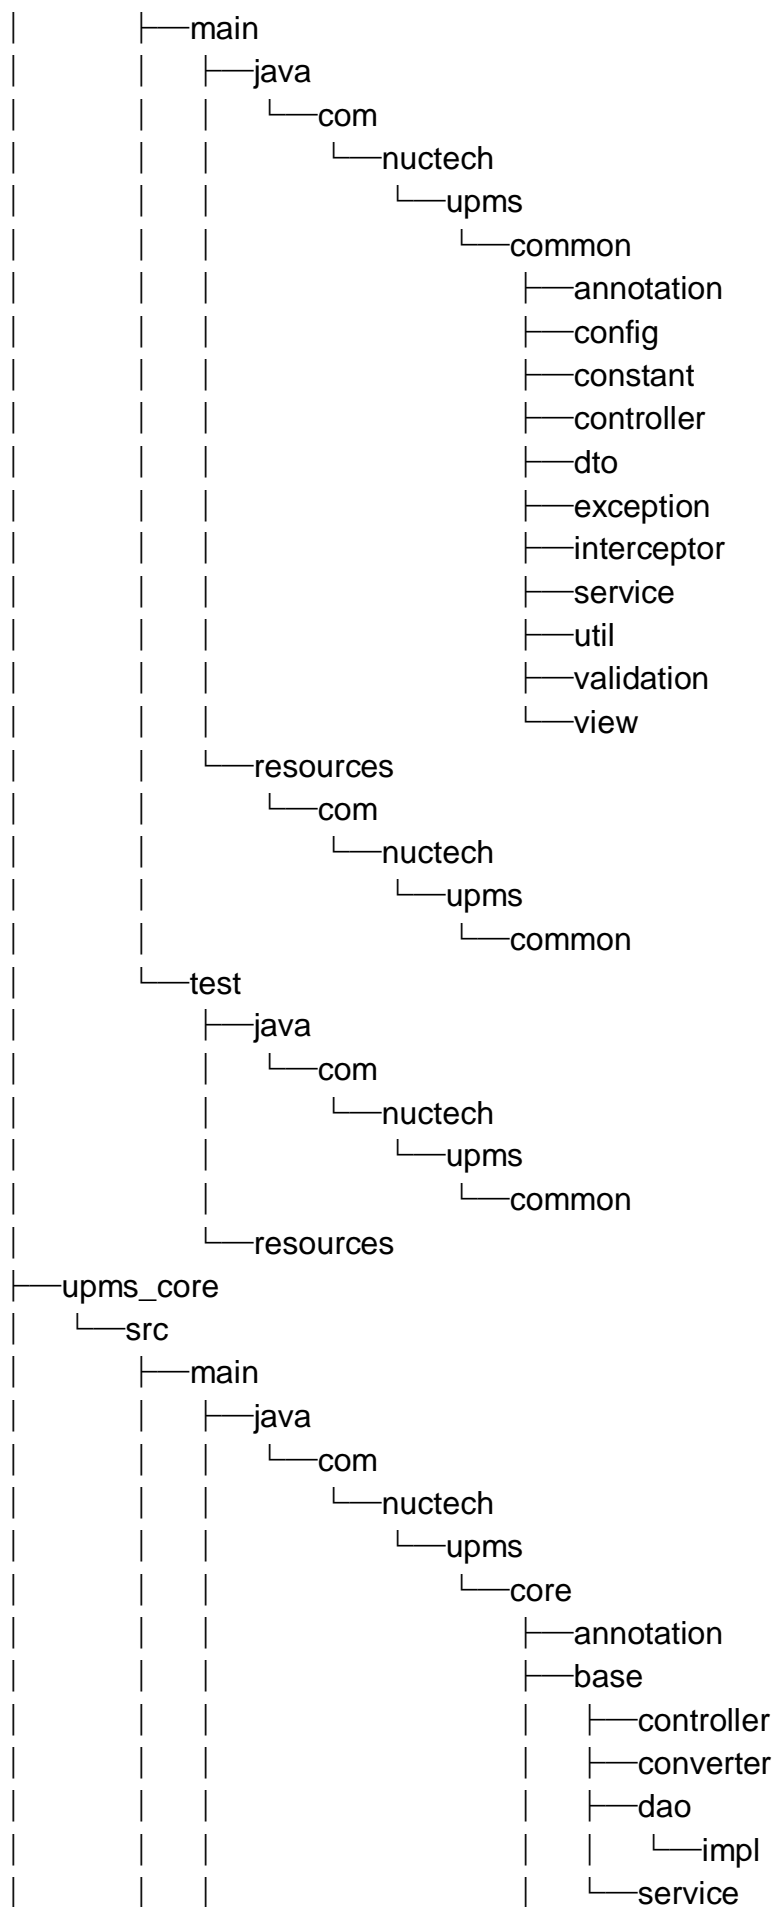 │       ├──main
│       │   ├──java
│       │   │   └──com
│       │   │       └──nuctech
│       │   │           └──upms
│       │   │               └──common
│       │   │                   ├──annotation
│       │   │                   ├──config
│       │   │                   ├──constant
│       │   │                   ├──controller
│       │   │                   ├──dto
│       │   │                   ├──exception
│       │   │                   ├──interceptor
│       │   │                   ├──service
│       │   │                   ├──util
│       │   │                   ├──validation
│       │   │                   └──view
│       │   └──resources
│       │       └──com
│       │           └──nuctech
│       │               └──upms
│       │                   └──common
│       └──test
│           ├──java
│           │   └──com
│           │       └──nuctech
│           │           └──upms
│           │               └──common
│           └──resources
├──upms_core
│   └──src
│       ├──main
│       │   ├──java
│       │   │   └──com
│       │   │       └──nuctech
│       │   │           └──upms
│       │   │               └──core
│       │   │                   ├──annotation
│       │   │                   ├──base
│       │   │                   │   ├──controller
│       │   │                   │   ├──converter
│       │   │                   │   ├──dao
│       │   │                   │   │   └──impl
│       │   │                   │   └──service